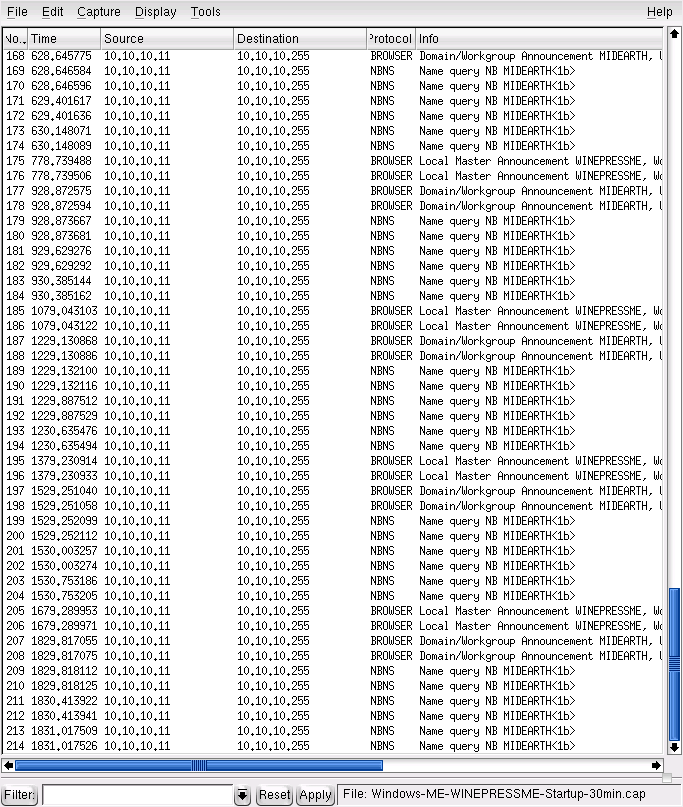 File Edit Capture Display Tools Help
No.. Time Source Destination Protocol Info
168 628.645775 10.10.10.11 10.10.10.255 BROWSER Domain/Workgroup Announcement MIDEARTH,
169 628.646584 10.10.10.11 10.10.10.255 NBNS Name query NB MIDEARTH<1b>
170 628.646596 10.10.10.11 10.10.10.255 NBNS Name query NB MIDEARTH<1b>
171 629.401617 10.10.10.11 10.10.10.255 NBNS Name query NB MIDEARTH<1b>
172 629.401636 10.10.10.11 10.10.10.255 NBNS Name query NB MIDEARTH<1b>
173 630.148071 10.10.10.11 10.10.10.255 NBNS Name query NB MIDEARTH<1b>
174 630.148089 10.10.10.11 10.10.10.255 NBNS Name query NB MIDEARTH<1b>
175 778.739488 10.10.10.11 10.10.10.255 BROWSER Local Master Announcement WINEPRESSME, Wo
176 778.739506 10.10.10.11 10.10.10.255 BROWSER Local Master Announcement WINEPRESSME, Wo
177 928.872575 10.10.10.11 10.10.10.255 BROWSER Domain/Workgroup Announcement MIDEARTH,
178 928.872594 10.10.10.11 10.10.10.255 BROWSER Domain/Workgroup Announcement MIDEARTH,
179 928.873667 10.10.10.11 10.10.10.255 NBNS Name query NB MIDEARTH<1b>
180 928.873681 10.10.10.11 10.10.10.255 NBNS Name query NB MIDEARTH<1b>
181 929.629276 10.10.10.11 10.10.10.255 NBNS Name query NB MIDEARTH<1b>
182 929.629292 10.10.10.11 10.10.10.255 NBNS Name query NB MIDEARTH<1b>
183 930.385144 10.10.10.11 10.10.10.255 NBNS Name query NB MIDEARTH<1b>
184 930.385162 10.10.10.11 10.10.10.255 NBNS Name query NB MIDEARTH<1b>
185 1079.043103 10.10.10.11 10.10.10.255 BROWSER Local Master Announcement WINEPRESSME, Wo
186 1079.043122 10.10.10.11 10.10.10.255 BROWSER Local Master Announcement WINEPRESSME, Wo
187 1229.130868 10.10.10.11 10.10.10.255 BROWSER Domain/Workgroup Announcement MIDEARTH,
188 1229.130886 10.10.10.11 10.10.10.255 BROWSER Domain/Workgroup Announcement MIDEARTH,
189 1229.132100 10.10.10.11 10.10.10.255 NBNS Name query NB MIDEARTH<1b>
190 1229.132116 10.10.10.11 10.10.10.255 NBNS Name query NB MIDEARTH<1b>
191 1229.887512 10.10.10.11 10.10.10.255 NBNS Name query NB MIDEARTH<1b>
192 1229.887529 10.10.10.11 10.10.10.255 NBNS Name query NB MIDEARTH<1b>
193 1230.635476 10.10.10.11 10.10.10.255 NBNS Name query NB MIDEARTH<1b>
194 1230.635494 10.10.10.11 10.10.10.255 NBNS Name query NB MIDEARTH<1b>
195 1379.230914 10.10.10.11 10.10.10.255 BROWSER Local Master Announcement WINEPRESSME, Wo
196 1379.230933 10.10.10.11 10.10.10.255 BROWSER Local Master Announcement WINEPRESSME, Wo
197 1529.251040 10.10.10.11 10.10.10.255 BROWSER Domain/Workgroup Announcement MIDEARTH,
198 1529.251058 10.10.10.11 10.10.10.255 BROWSER Domain/Workgroup Announcement MIDEARTH,
199 1529.252099 10.10.10.11 10.10.10.255 NBNS Name query NB MIDEARTH<1b>
200 1529.252112 10.10.10.11 10.10.10.255 NBNS Name query NB MIDEARTH<1b>
201 1530.003257 10.10.10.11 10.10.10.255 NBNS Name query NB MIDEARTH<1b>
202 1530.003274 10.10.10.11 10.10.10.255 NBNS Name query NB MIDEARTH<1b>
203 1530.753186 10.10.10.11 10.10.10.255 NBNS Name query NB MIDEARTH<1b>
204 1530.753205 10.10.10.11 10.10.10.255 NBNS Name query NB MIDEARTH<1b>
205 1679.289953 10.10.10.11 10.10.10.255 BROWSER Local Master Announcement WINEPRESSME, Wo
206 1679.289971 10.10.10.11 10.10.10.255 BROWSER Local Master Announcement WINEPRESSME, Wo
207 1829.817055 10.10.10.11 10.10.10.255 BROWSER Domain/Workgroup Announcement MIDEARTH,
208 1829.817075 10.10.10.11 10.10.10.255 BROWSER Domain/Workgroup Announcement MIDEARTH,
209 1829.818112 10.10.10.11 10.10.10.255 NBNS Name query NB MIDEARTH<1b>
210 1829.818125 10.10.10.11 10.10.10.255 NBNS Name query NB MIDEARTH<1b>
211 1830.413922 10.10.10.11 10.10.10.255 NBNS Name query NB MIDEARTH<1b>
212 1830.413941 10.10.10.11 10.10.10.255 NBNS Name query NB MIDEARTH<1b>
213 1831.017509 10.10.10.11 10.10.10.255 NBNS Name query NB MIDEARTH<1b>
214 1831.017526 10.10.10.11 10.10.10.255 NBNS Name query NB MIDEARTH<1b>
Filter: Reset Apply File: Windows-ME-WINEPRESSME-Startup-30min.cap